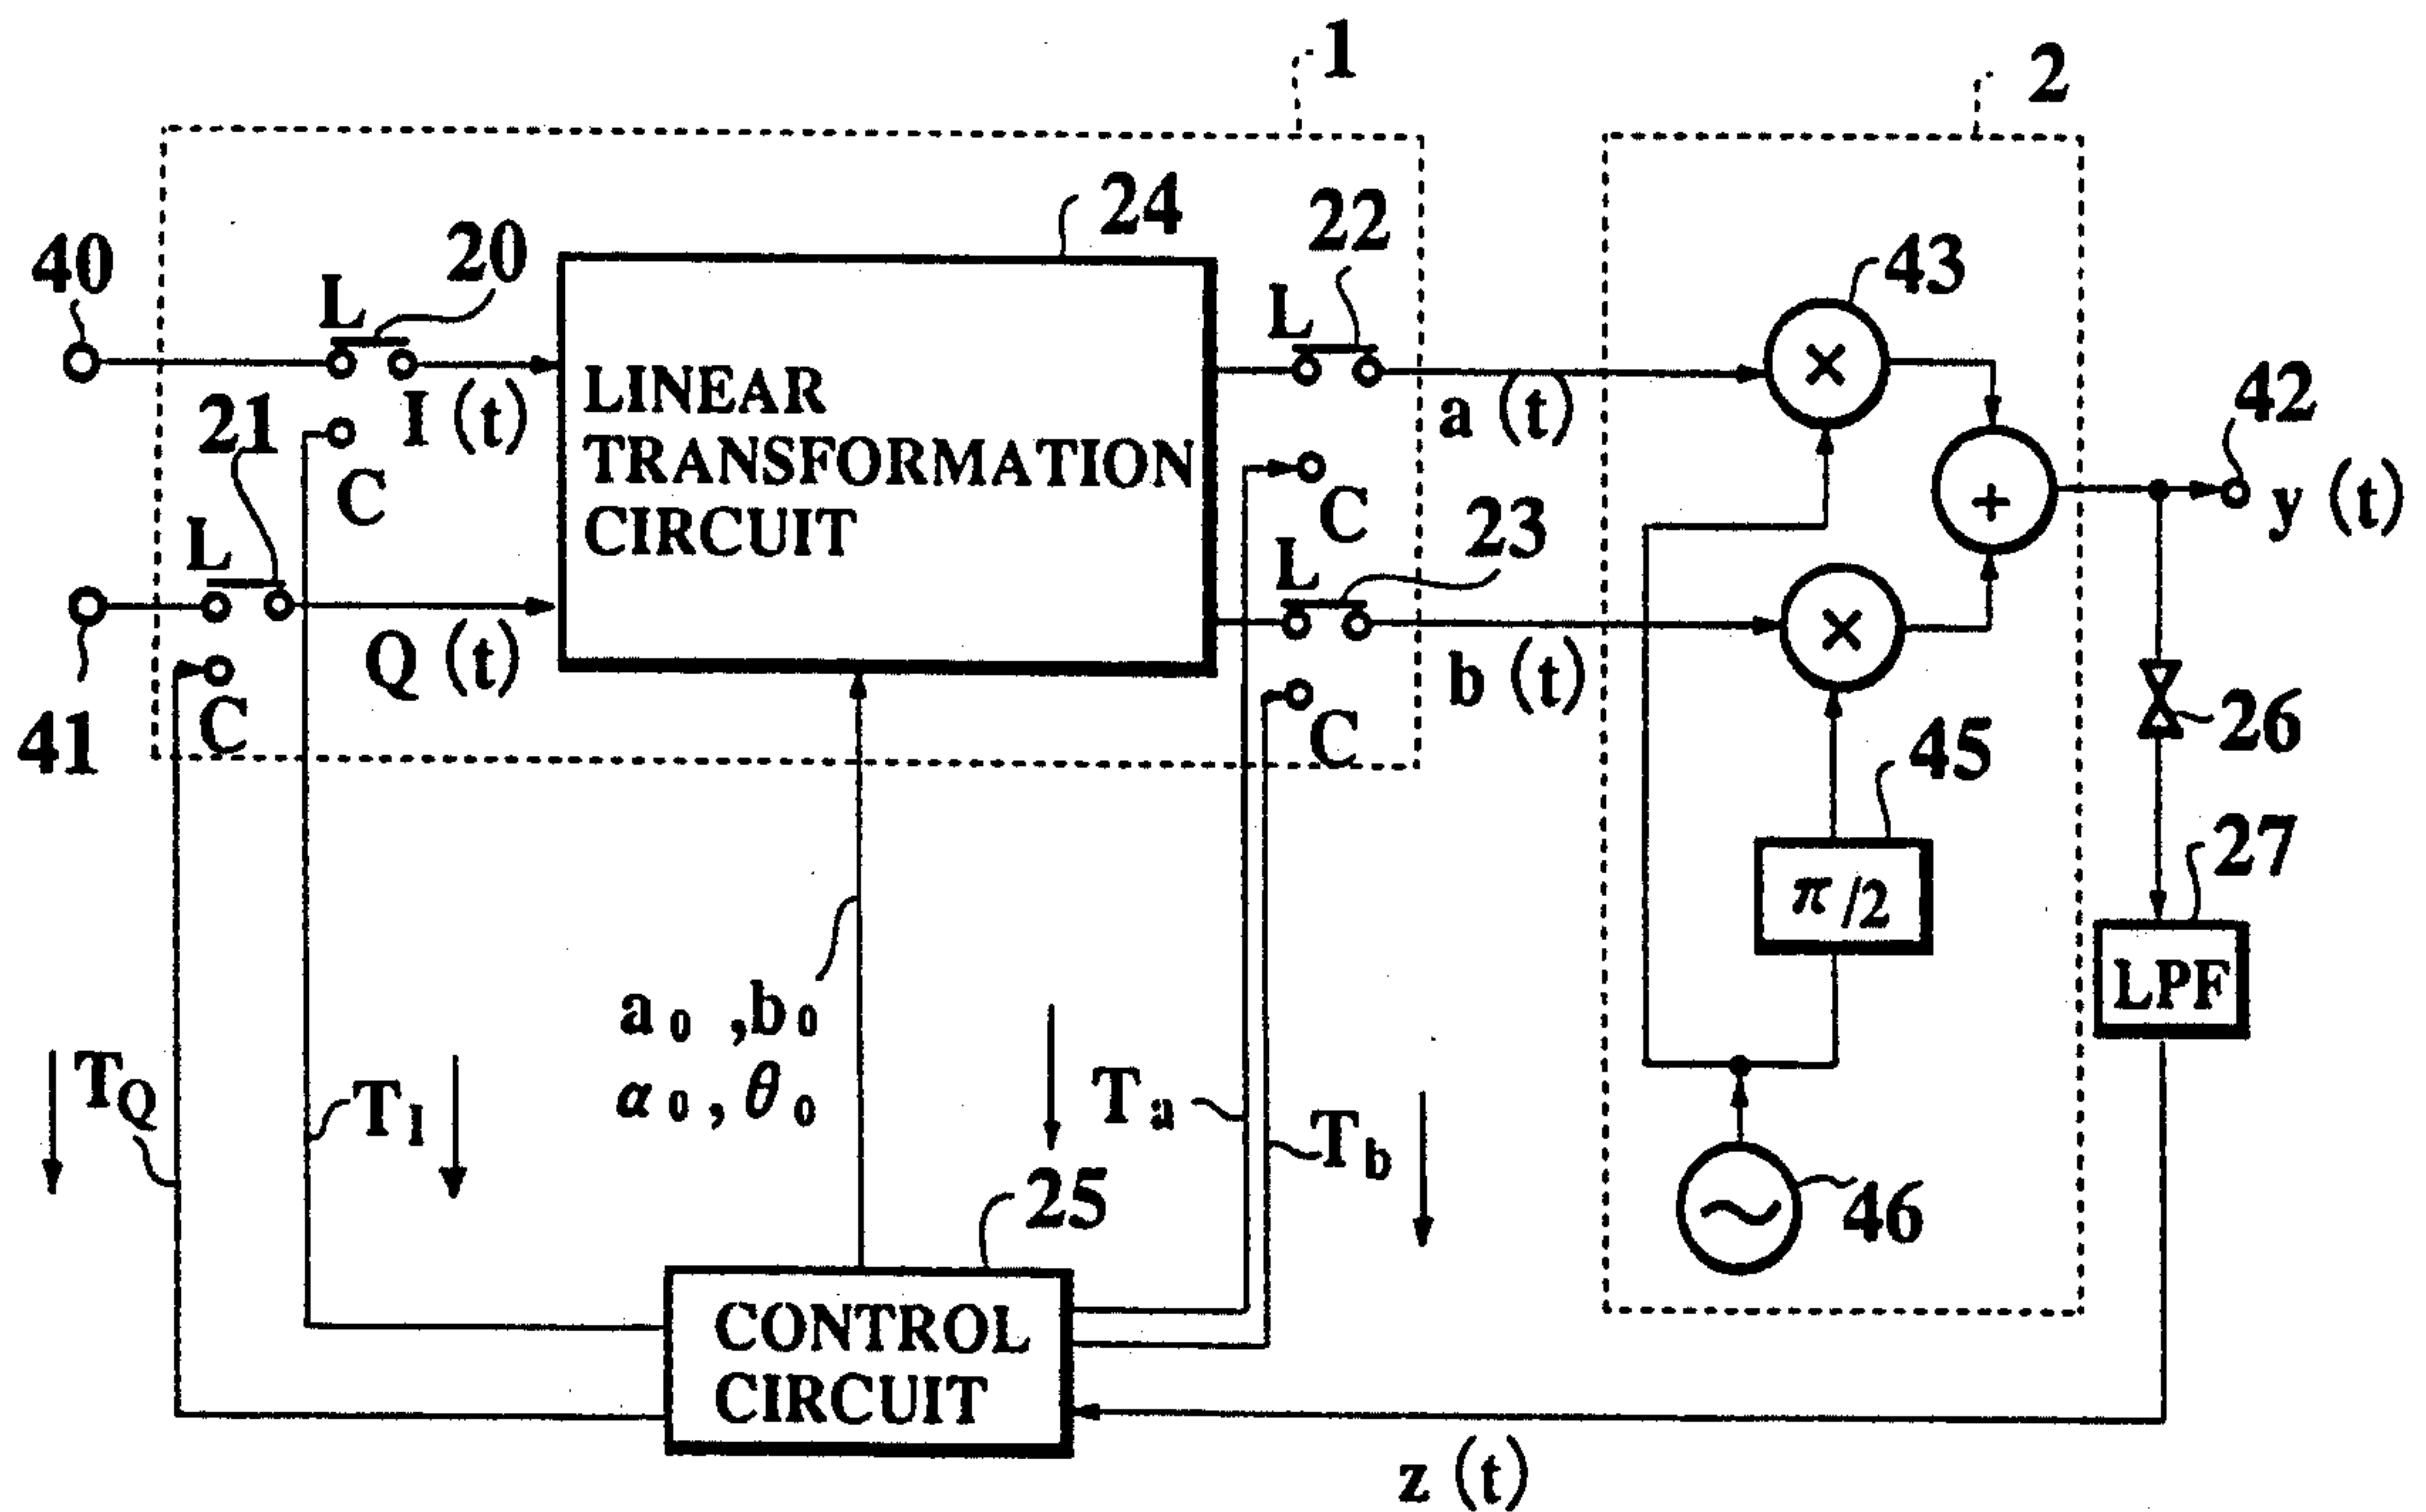 1
2
24
22
20
40
43
L
L
42
LINEAR
TRANSFORMATION
CIRCUIT
21
I (t)
a (t)
×
C
+
y (t)
C
23
L
L
×
Q (t)
b (t)
C
C
41
26
45
27
π/2
LPF
a₀ , b₀
α₀ , θ₀
T_Q
T_I
T_a
T_b
25
46
CONTROL
CIRCUIT
z (t)